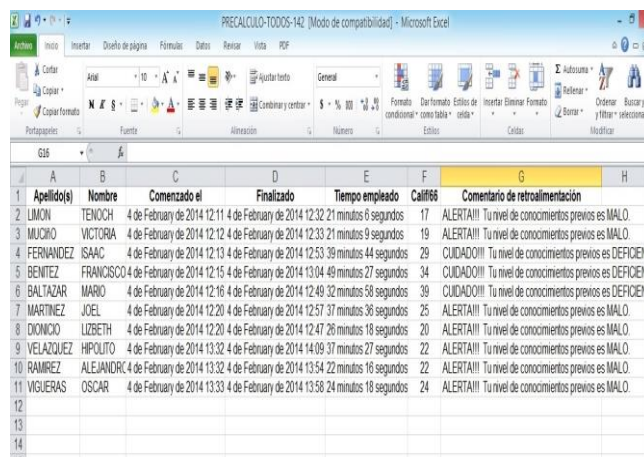 PRECALCULO-TODOS-142 [Modo de compatibilidad] - Microsoft Excel
Archivo Inicio Insertar Diseño de página Fórmulas Datos Revisar Vista PDF
Cortar
Copiar
Pegar
Copiar formato
Portapapeles
Arial 10
N K S
Fuente
Ajustar texto
Combinar y centrar
Alineación
General
$ % 000
Número
Formato condicional
Dar formato como tabla
Estilos de celda
Estilos
Insertar Eliminar Formato
Celdas
Autosuma
Rellenar
Borrar
Ordenar y filtrar
Buscar y
Modificar
G16 fx
A B C D E F G H
1 Apellido(s) Nombre Comenzado el Finalizado Tiempo empleado Calif/66 Comentario de retroalimentación
2 LIMON TENOCH 4 de February de 2014 12:11 4 de February de 2014 12:32 21 minutos 6 segundos 17 ALERTA!!! Tu nivel de conocimientos previos es MALO.
3 MUCIñO VICTORIA 4 de February de 2014 12:12 4 de February de 2014 12:33 21 minutos 9 segundos 19 ALERTA!!! Tu nivel de conocimientos previos es MALO.
4 FERNANDEZ ISAAC 4 de February de 2014 12:13 4 de February de 2014 12:53 39 minutos 44 segundos 29 CUIDADO!!! Tu nivel de conocimientos previos es DEFICIEN
5 BENITEZ FRANCISCO 4 de February de 2014 12:15 4 de February de 2014 13:04 49 minutos 27 segundos 34 CUIDADO!!! Tu nivel de conocimientos previos es DEFICIEN
6 BALTAZAR MARIO 4 de February de 2014 12:16 4 de February de 2014 12:49 32 minutos 58 segundos 39 CUIDADO!!! Tu nivel de conocimientos previos es DEFICIEN
7 MARTINEZ JOEL 4 de February de 2014 12:20 4 de February de 2014 12:57 37 minutos 36 segundos 25 ALERTA!!! Tu nivel de conocimientos previos es MALO.
8 DIONICIO LIZBETH 4 de February de 2014 12:20 4 de February de 2014 12:47 26 minutos 18 segundos 20 ALERTA!!! Tu nivel de conocimientos previos es MALO.
9 VELAZQUEZ HIPOLITO 4 de February de 2014 13:32 4 de February de 2014 14:09 37 minutos 27 segundos 22 ALERTA!!! Tu nivel de conocimientos previos es MALO.
10 RAMIREZ ALEJANDRO 4 de February de 2014 13:32 4 de February de 2014 13:54 22 minutos 16 segundos 22 ALERTA!!! Tu nivel de conocimientos previos es MALO.
11 VIGUERAS OSCAR 4 de February de 2014 13:33 4 de February de 2014 13:58 24 minutos 18 segundos 24 ALERTA!!! Tu nivel de conocimientos previos es MALO.
12
13
14